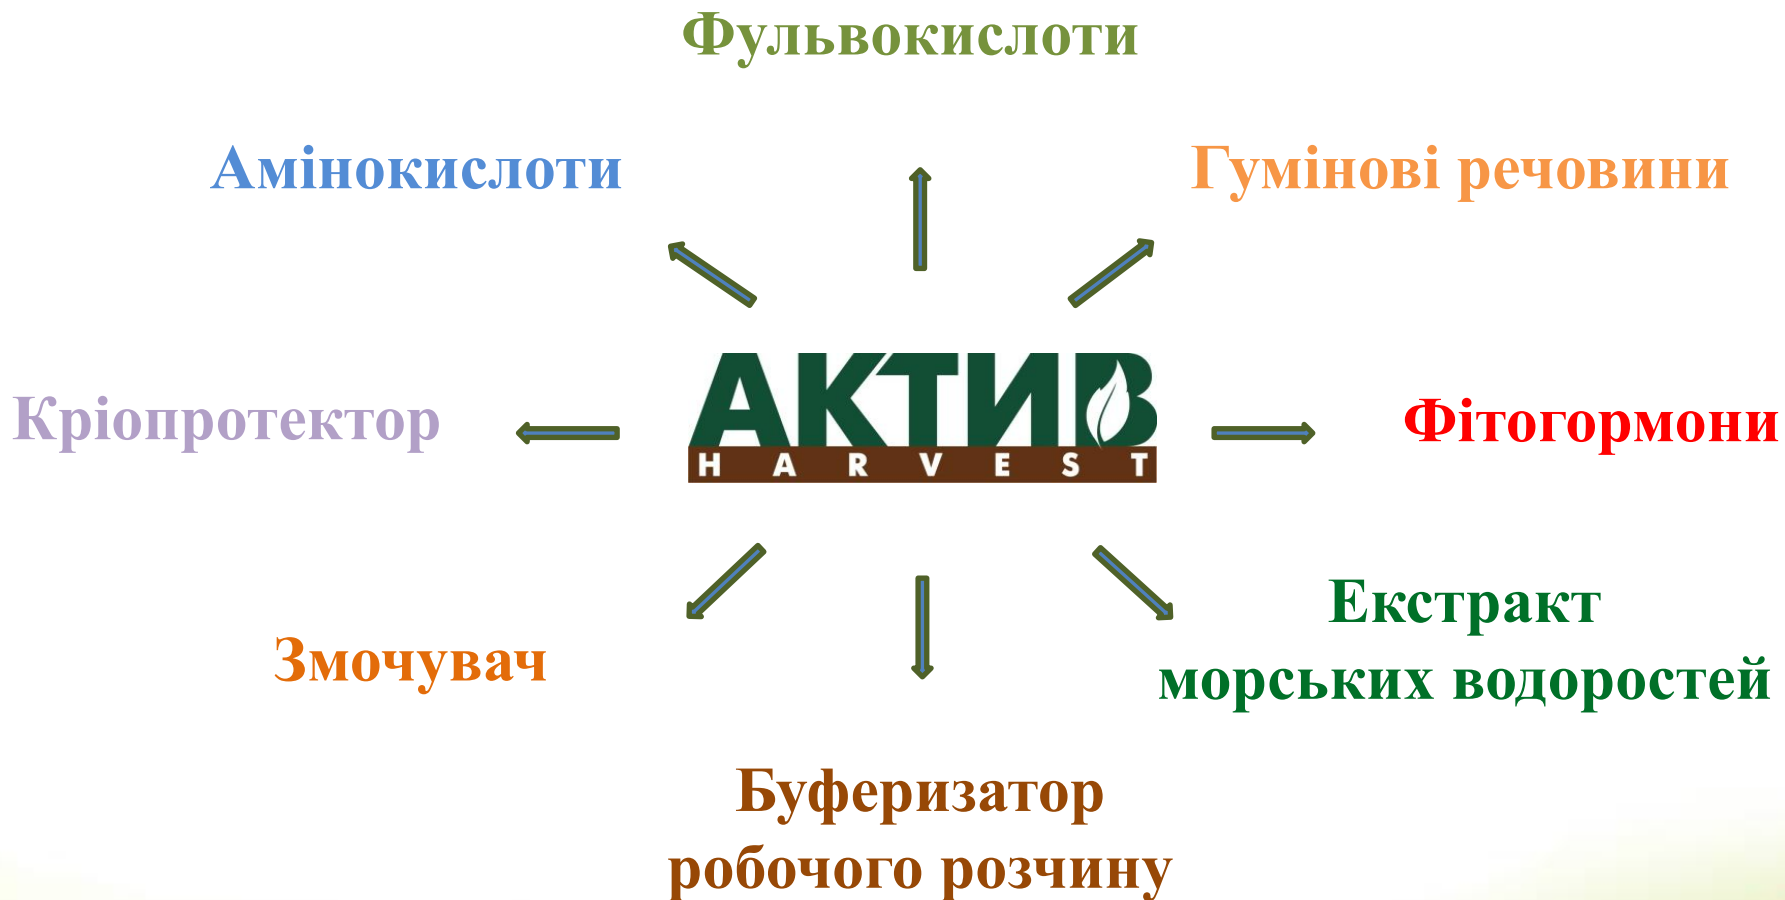 Фульвокислоти
Амінокислоти
Гумінові речовини
АКТИВ
HARVEST
Кріопротектор
Фітогормони
Екстракт
морських водоростей
Змочувач
Буферизатор
робочого розчину